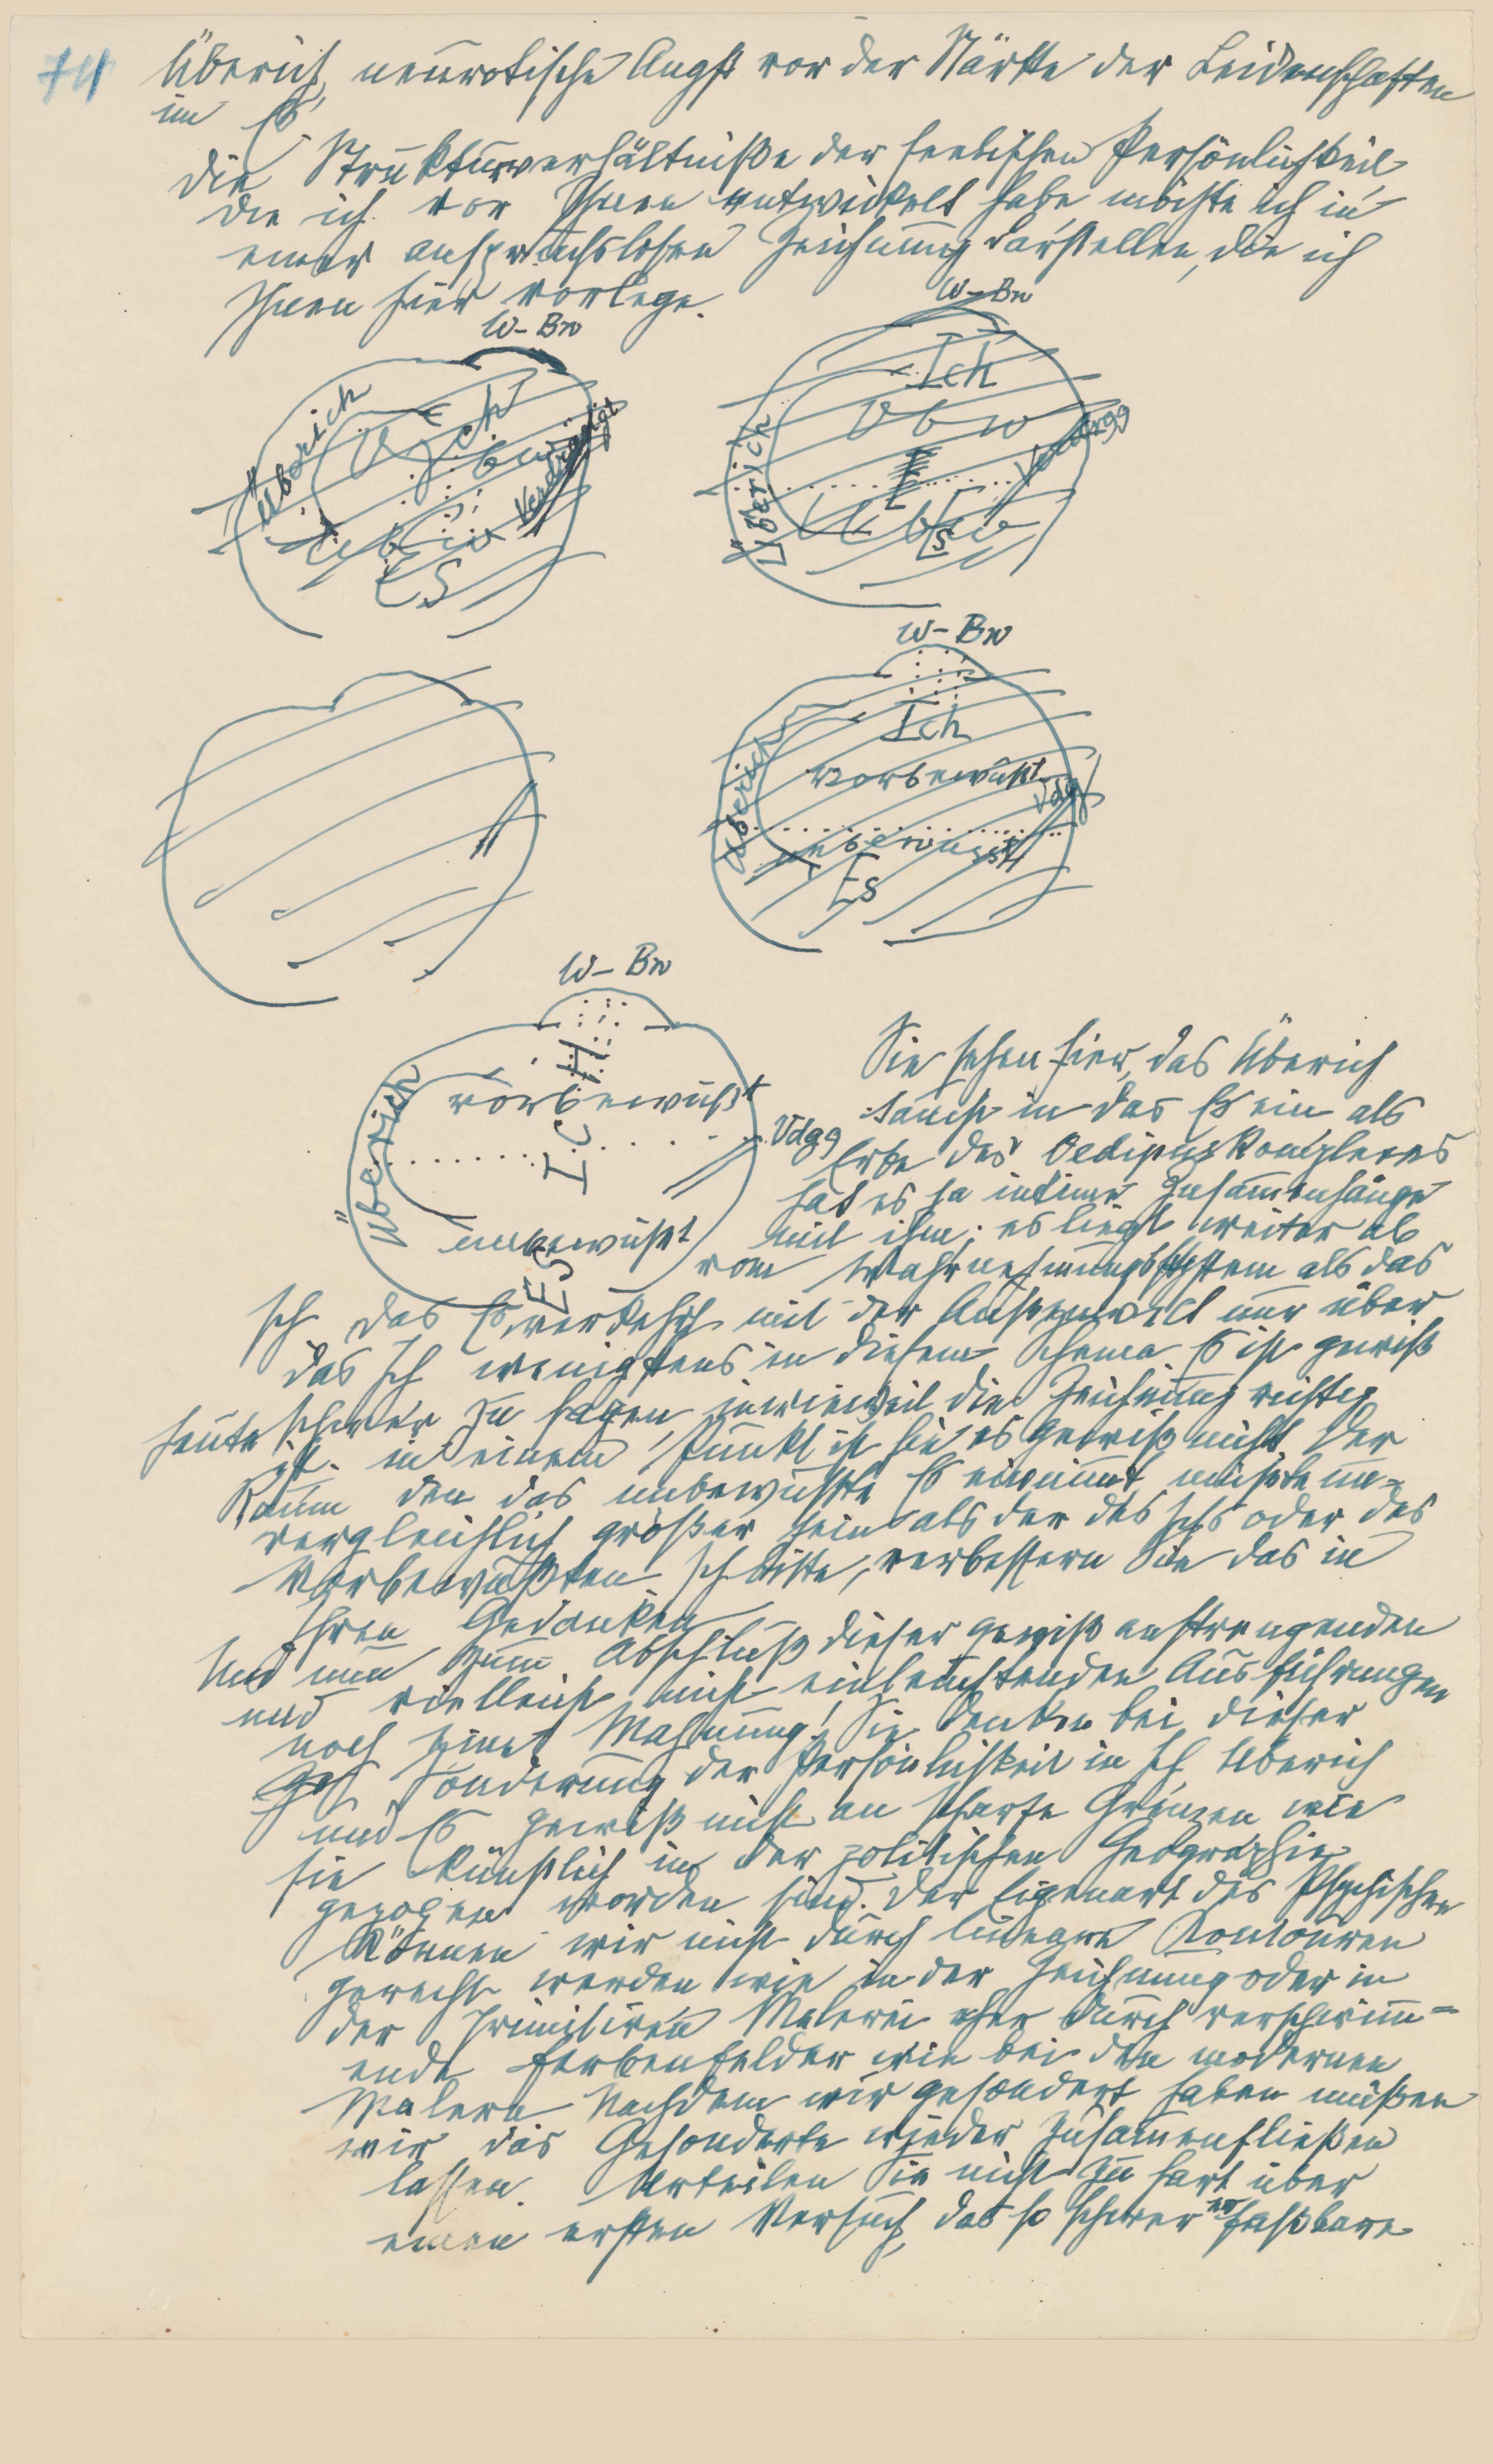 74
Überich, neurotische Angst vor der Stärke der Leidenschaften
im Es
Die Strukturverhältniße der seelischen Persönlichkeit
die ich vor Ihnen entwickelt habe, möchte ich in
einer anspruchslosen Zeichnung darstellen, die ich
Ihnen hier vorlege.
W-Bw
Überich
Ich
Verdrängt
Es
W-Bw
Ich
Vbw
Überich
Verdrgg
Ubw
Es
W-Bw
Ich
Vorbewußt
Überich
Vdg
unbewusst
Es
W-Bw
ICH
vorbewußt
Überich
Vdgg
unbewußt
ES
Sie sehen hier, das Überich
taucht in das Es ein als
Erbe des Oedipuskomplexes
hat es ja intime Zusammenhänge
mit ihm; es liegt weiter ab
vom Wahrnehmungssystem als das
Ich. Das Es verkehrt mit der Außenwelt nur über
das Ich wenigstens in diesem Schema. Es ist gewiß
heute schwer zu sagen inwieweit die Zeichnung richtig
ist. in einem Punkt ist sie es gewiß nicht. Der
Raum den das unbewußte Es einnimmt, müßte un=
vergleichlich größer sein als der des Ichs oder des
Vorbewußten. Ich bitte, verbessern Sie das in
Ihren Gedanken
Und nun zum Abschluß dieser gewiß anstrengenden
und vielleicht nicht einleuchtenden Ausführungen
noch eine Mahnung! Sie denken bei dieser
Sonderung der Persönlichkeit in Ich Überich
und Es gewiß nicht an scharfe Grenzen wie
sie künstlich in der politischen Geographie
gezogen worden sind. Der Eigenart des Psychischen
können wir nicht durch lineare Kontouren
gerecht werden wie in der Zeichnung oder in
der primitiven Malerei eher durch verschwimm=
ende Farbenfelder wie bei den modernen
Malern. Nachdem wir gesondert haben müßen
wir das Gesonderte wieder zusammenfließen
lassen. Urteilen Sie nicht zu hart über
einen ersten Versuch, das so schwer erfaßbare